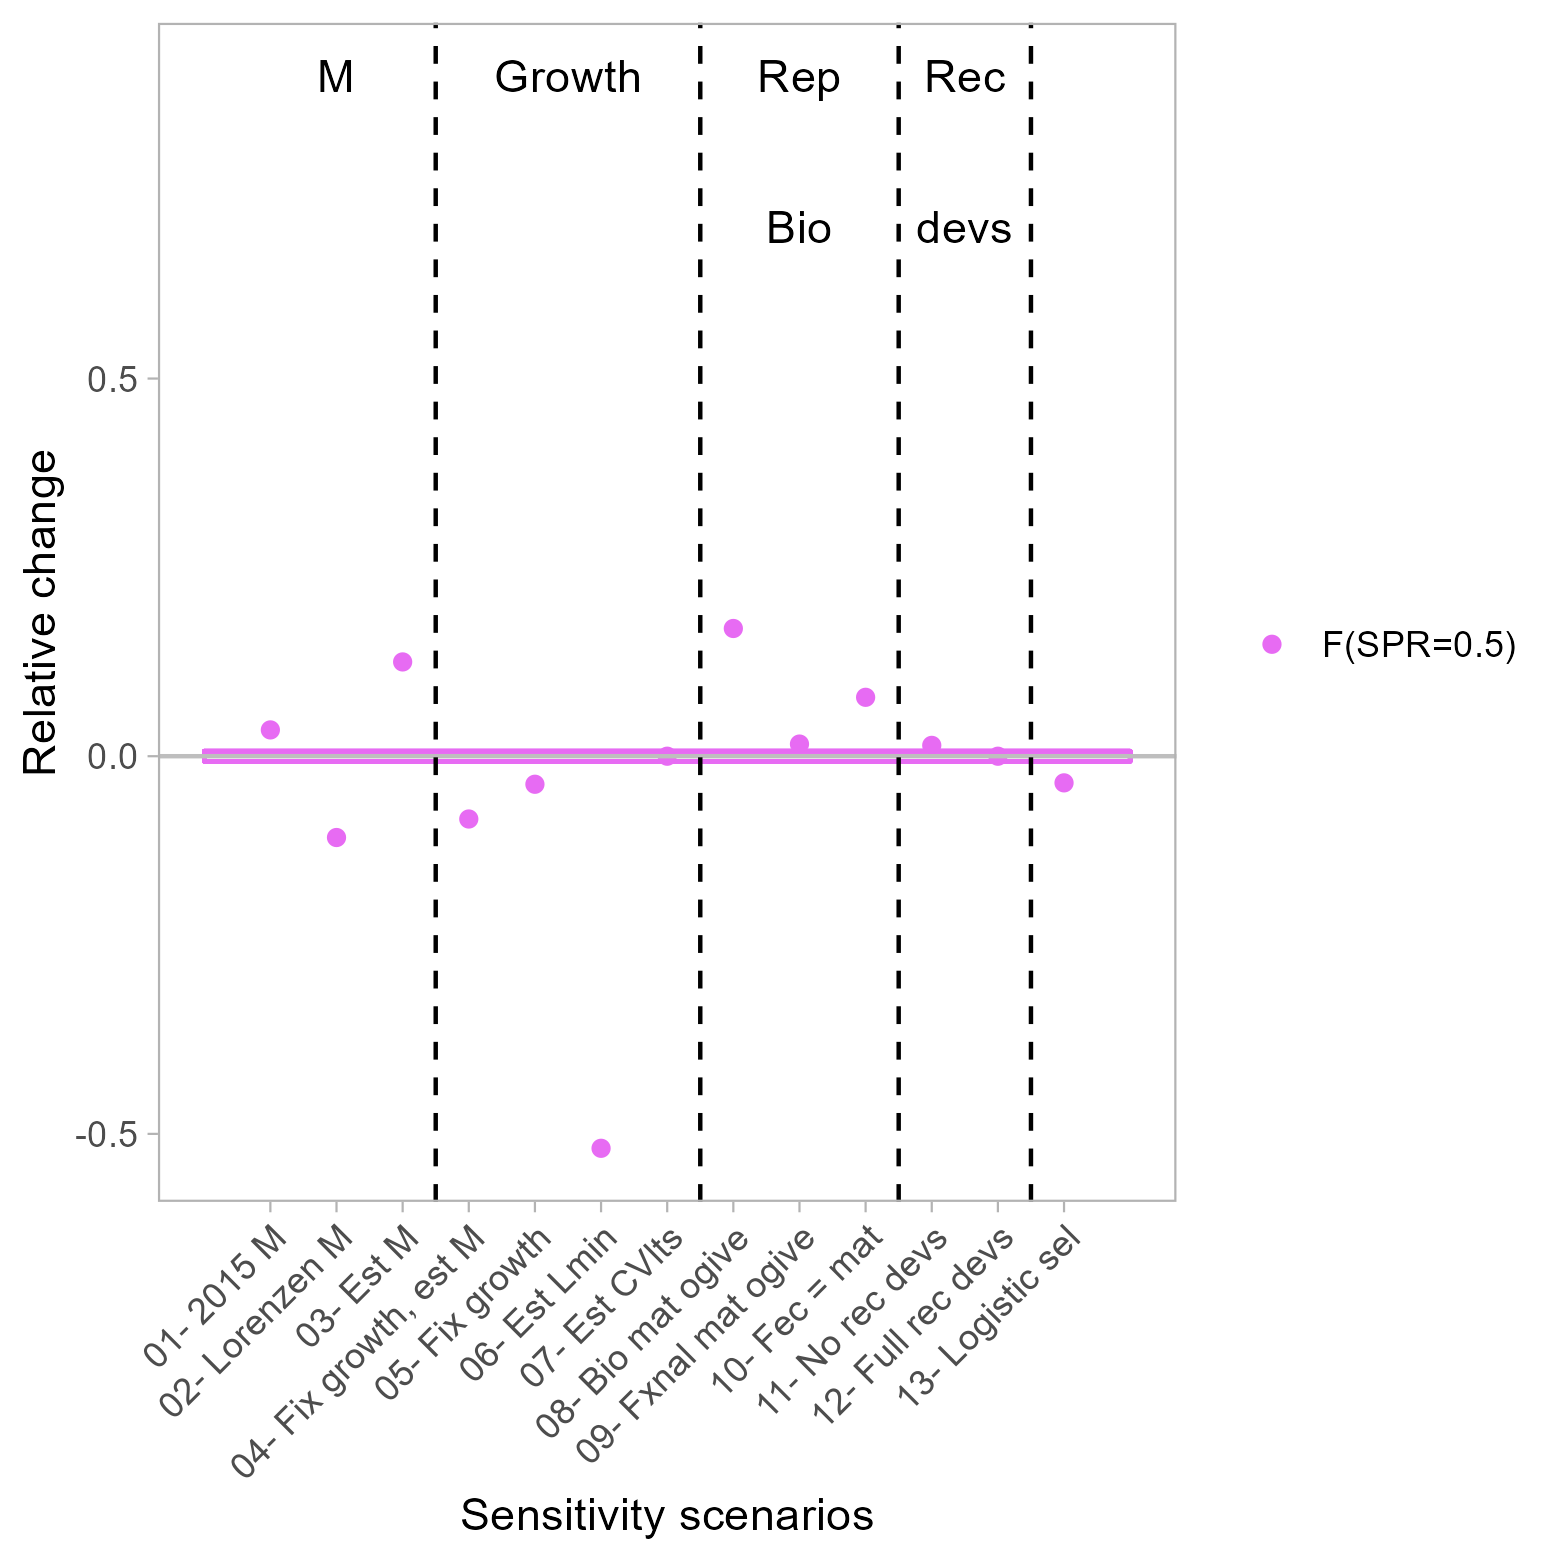 M
Growth
Rep
Rec
Bio
devs
0.5
0.0
-0.5
Relative change
F(SPR=0.5)
01- 2015 M
02- Lorenzen M
03- Est M
04- Fix growth, est M
05- Fix growth
06- Est Lmin
07- Est CVlts
08- Bio mat ogive
09- Fxnal mat ogive
10- Fec = mat
11- No rec devs
12- Full rec devs
13- Logistic sel
Sensitivity scenarios